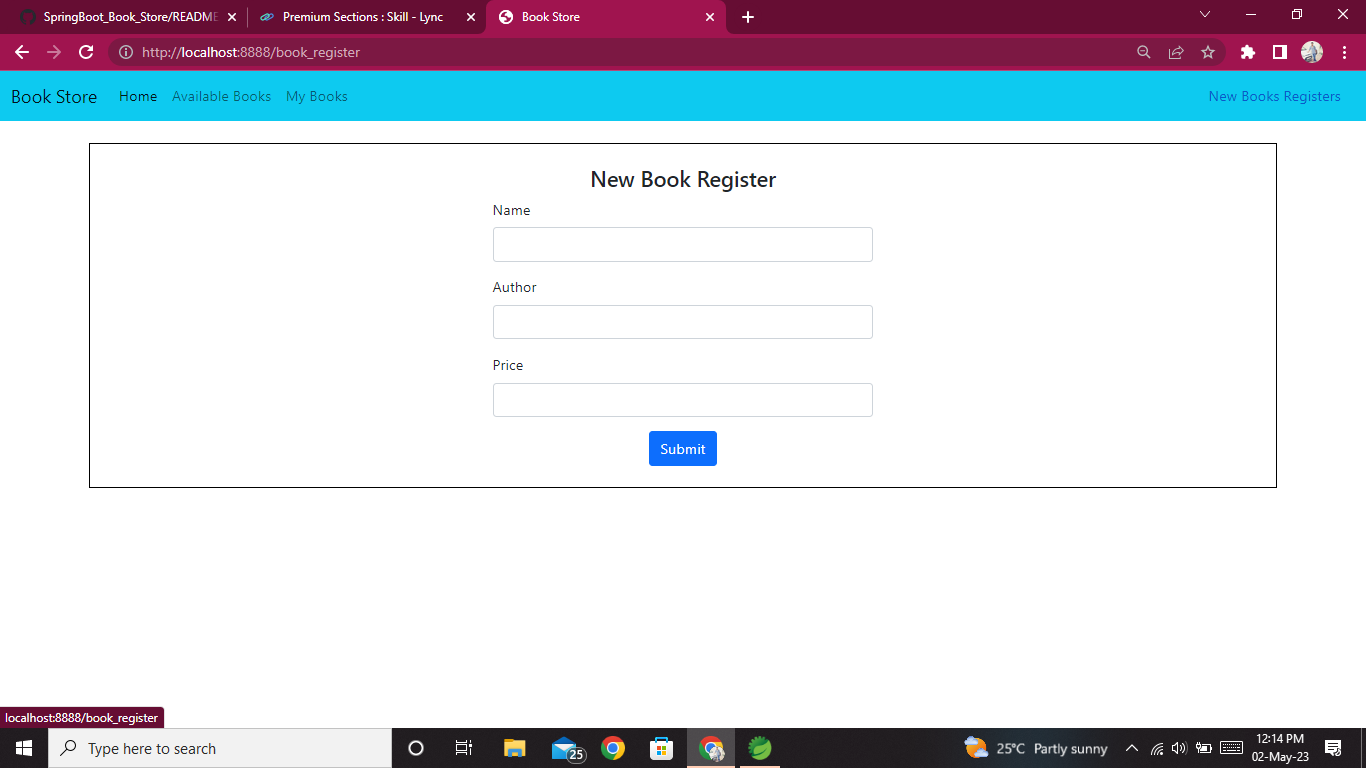 SpringBoot_Book_Store/README
Premium Sections : Skill - Lync
Book Store
http://localhost:8888/book_register
Book Store Home Available Books My Books New Books Registers
New Book Register
Name
Author
Price
Submit
localhost:8888/book_register
Type here to search
25
25°C Partly sunny
12:14 PM
02-May-23